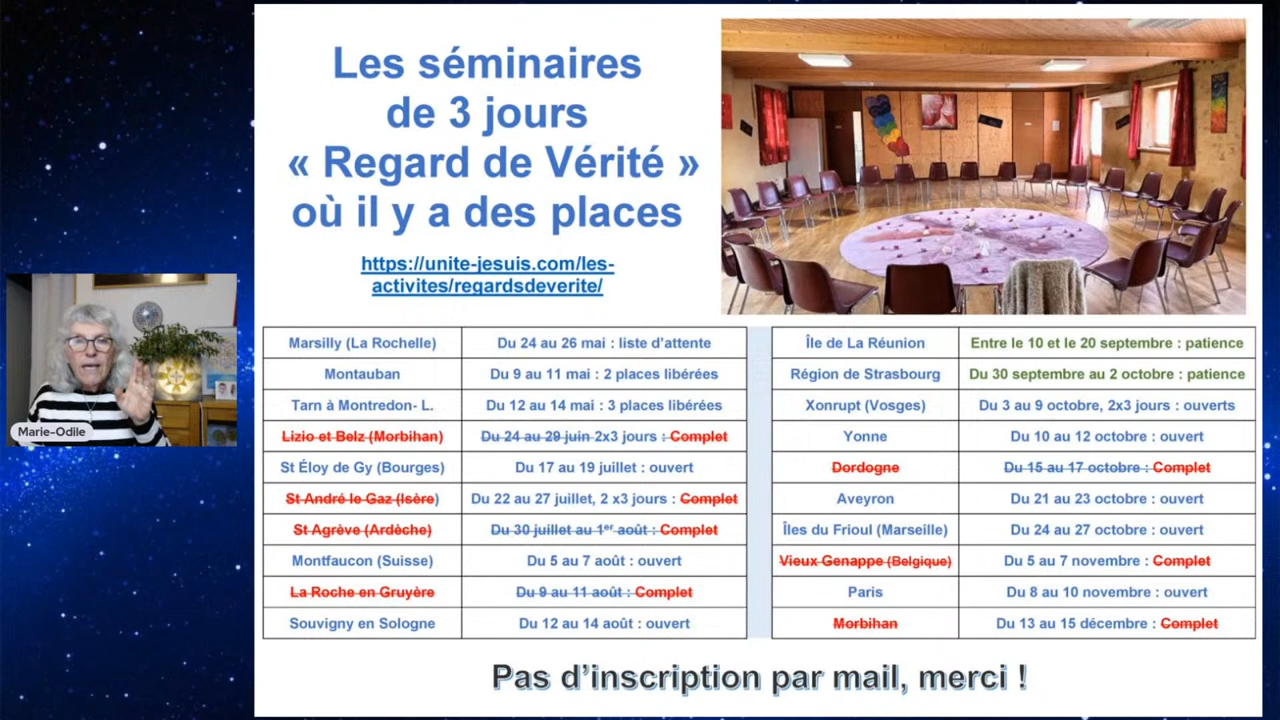 Les séminaires
de 3 jours
« Regard de Vérité »
où il y a des places
https://unite-jesuis.com/les-
activites/regardsdeverite/
Marie-Odile
Marsilly (La Rochelle) Du 24 au 26 mai : liste d’attente
Montauban Du 9 au 11 mai : 2 places libérées
Tarn à Montredon- L. Du 12 au 14 mai : 3 places libérées
Lizio et Belz (Morbihan) Du 24 au 29 juin 2x3 jours : Complet
St Éloy de Gy (Bourges) Du 17 au 19 juillet : ouvert
St André le Gaz (Isère) Du 22 au 27 juillet, 2 x3 jours : Complet
St Agrève (Ardèche) Du 30 juillet au 1er août : Complet
Montfaucon (Suisse) Du 5 au 7 août : ouvert
La Roche en Gruyère Du 9 au 11 août : Complet
Souvigny en Sologne Du 12 au 14 août : ouvert
Île de La Réunion Entre le 10 et le 20 septembre : patience
Région de Strasbourg Du 30 septembre au 2 octobre : patience
Xonrupt (Vosges) Du 3 au 9 octobre, 2x3 jours : ouverts
Yonne Du 10 au 12 octobre : ouvert
Dordogne Du 15 au 17 octobre : Complet
Aveyron Du 21 au 23 octobre : ouvert
Îles du Frioul (Marseille) Du 24 au 27 octobre : ouvert
Vieux Genappe (Belgique) Du 5 au 7 novembre : Complet
Paris Du 8 au 10 novembre : ouvert
Morbihan Du 13 au 15 décembre : Complet
Pas d’inscription par mail, merci !